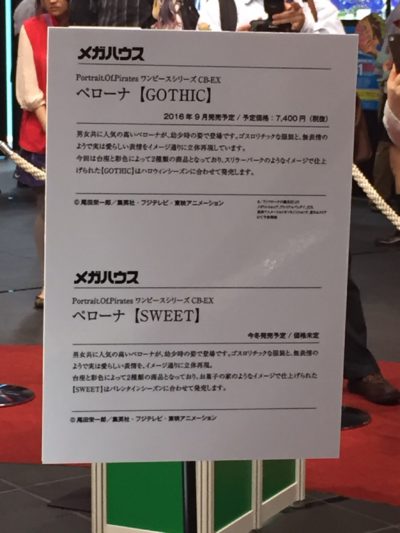 メガハウス
Portrait.Of.Pirates ワンピースシリーズ CB-EX
ペローナ【GOTHIC】
2016年9月発売予定 / 予定価格：7,400円（税抜）
男女共に人気の高いペローナが、幼少時の姿で登場です。ゴスロリチックな服装と、無表情の
ようで実は愛らしい表情をイメージ通りに立体再現しています。
今回は台座と彩色によって2種類の商品となっており、スリラーバークのようなイメージで仕上
げられた【GOTHIC】はハロウィンシーズンに合わせて発売します。
© 尾田栄一郎／集英社・フジテレビ・東映アニメーション
メガハウス
Portrait.Of.Pirates ワンピースシリーズ CB-EX
ペローナ【SWEET】
今冬発売予定 / 価格未定
男女共に人気の高いペローナが、幼少時の姿で登場です。ゴスロリチックな服装と、無表情
のようで実は愛らしい表情を、イメージ通りに立体再現。
台座と彩色によって2種類の商品となっており、お菓子の家のようなイメージで仕上げられた
【SWEET】はバレンタインシーズンに合わせて発売します。
© 尾田栄一郎／集英社・フジテレビ・東映アニメーション